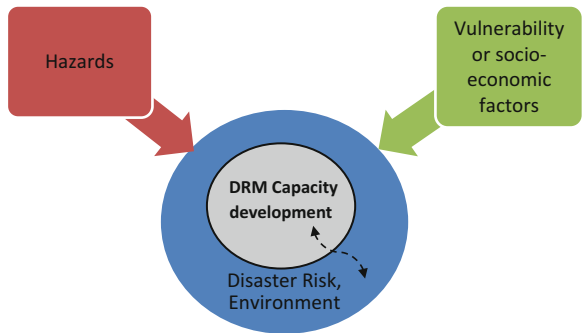 Hazards
Vulnerability
or socio-
economic
factors
DRM Capacity
development
Disaster Risk,
Environment